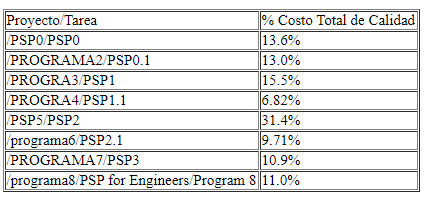 Proyecto/Tarea % Costo Total de Calidad
/PSP0/PSP0 13.6%
/PROGRAMA2/PSP0.1 13.0%
/PROGRA3/PSP1 15.5%
/PROGRA4/PSP1.1 6.82%
/PSP5/PSP2 31.4%
/programa6/PSP2.1 9.71%
/PROGRAMA7/PSP3 10.9%
/programa8/PSP for Engineers/Program 8 11.0%